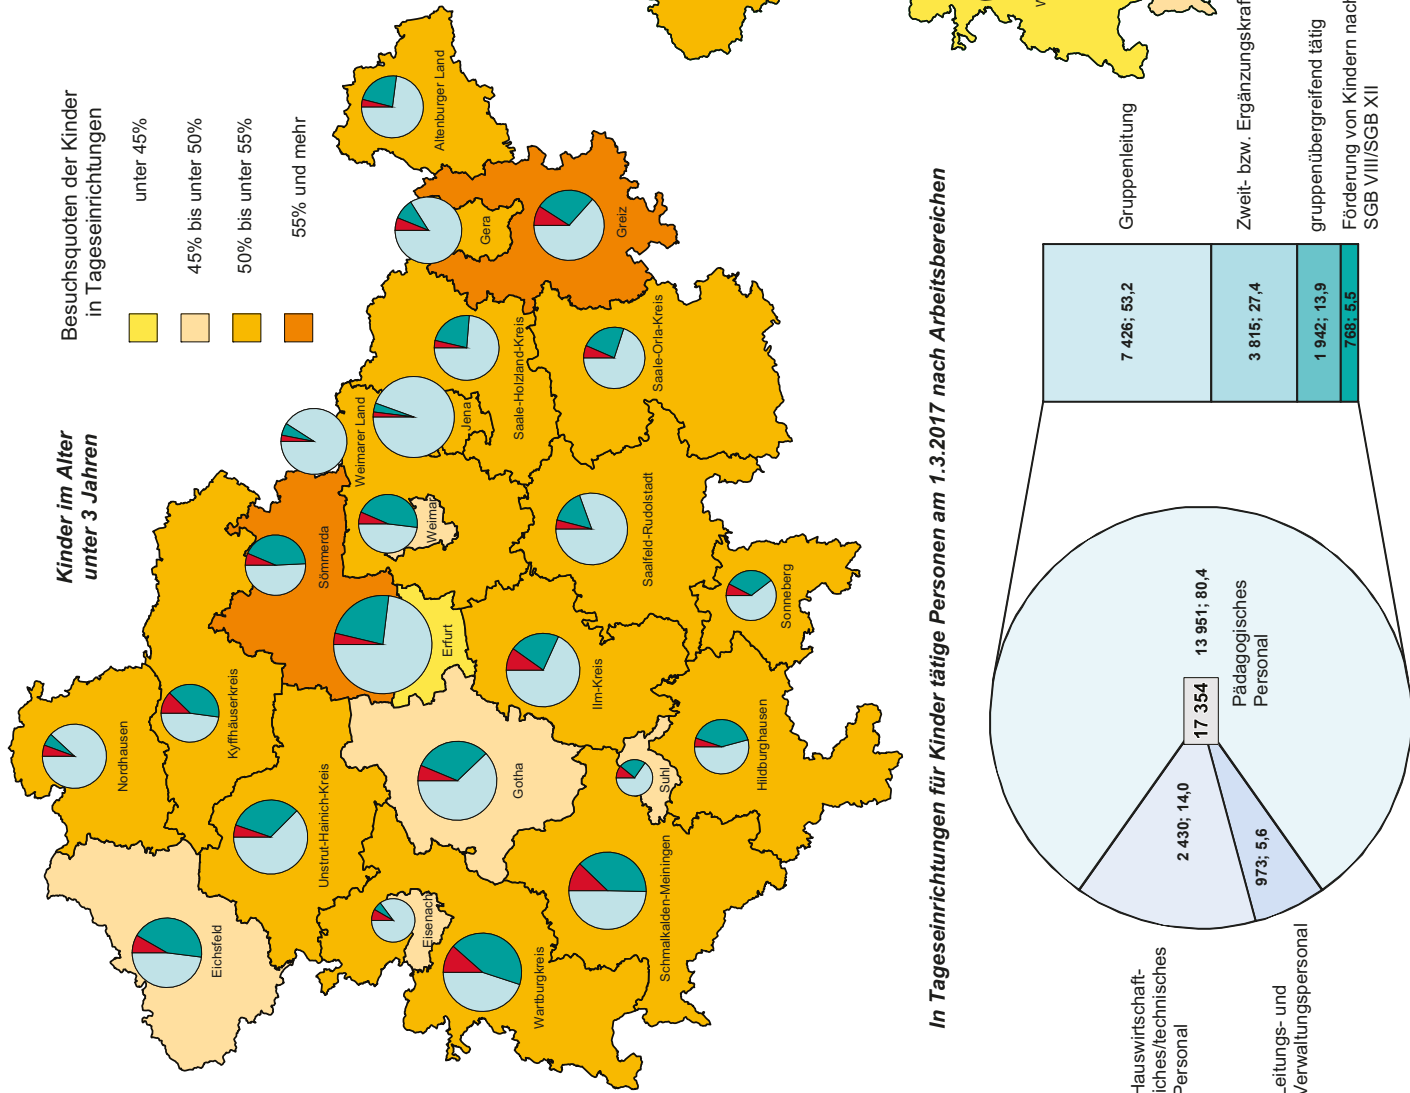 Kinder im Alter
unter 3 Jahren
Besuchsquoten der Kinder
in Tageseinrichtungen
unter 45%
45% bis unter 50%
50% bis unter 55%
55% und mehr
Nordhausen
Eichsfeld
Kyffhäuserkreis
Unstrut-Hainich-Kreis
Sömmerda
Weimarer Land
Altenburger Land
Gera
Greiz
Jena
Weimar
Erfurt
Gotha
Eisenach
Wartburgkreis
Saale-Holzland-Kreis
Saale-Orla-Kreis
Saalfeld-Rudolstadt
Ilm-Kreis
Sonneberg
Suhl
Hildburghausen
Schmalkalden-Meiningen
In Tageseinrichtungen für Kinder tätige Personen am 1.3.2017 nach Arbeitsbereichen
Hauswirtschaft-
iches/technisches
Personal
2 430; 14,0
Leitungs- und
Verwaltungspersonal
973; 5,6
17 354
13 951; 80,4
Pädagogisches
Personal
7 426; 53,2
Gruppenleitung
3 815; 27,4
Zweit- bzw. Ergänzungskraf
1 942; 13,9
gruppenübergreifend tätig
768; 5,5
Förderung von Kindern nach
SGB VIII/SGB XII